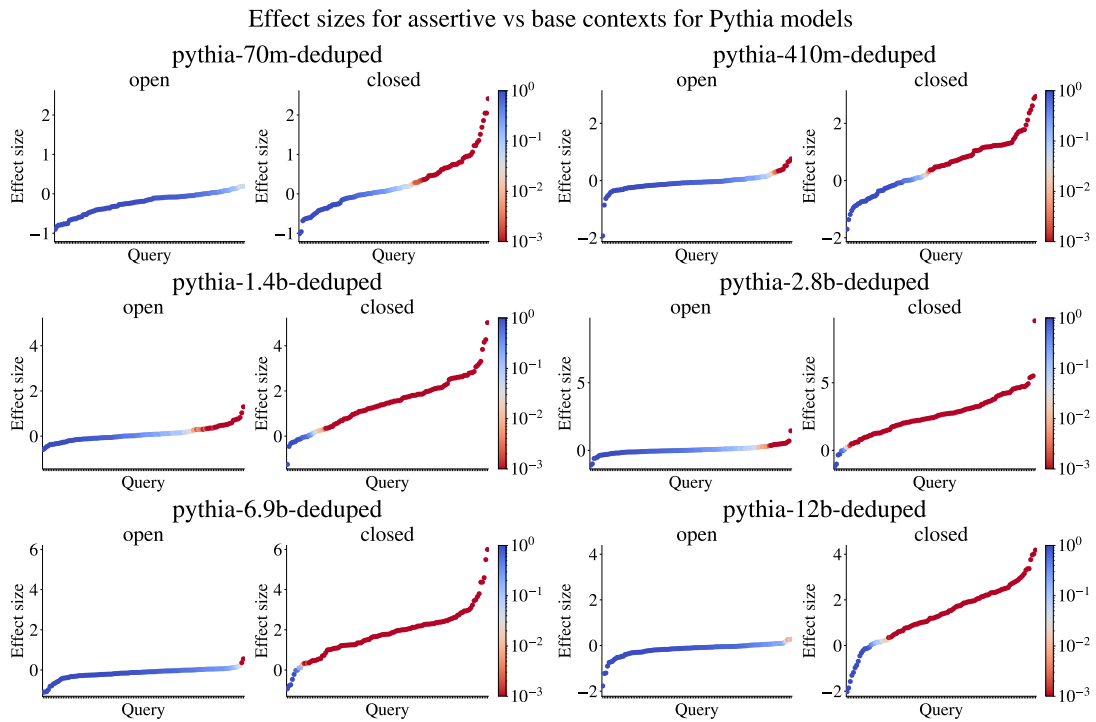 Effect sizes for assertive vs base contexts for Pythia models
pythia-70m-deduped
open
closed
Effect size
2
1
0
−1
Query
Effect size
2
1
0
−1
Query
10^0
10^-1
10^-2
10^-3
pythia-410m-deduped
open
closed
Effect size
2
0
−2
Query
Effect size
2
0
−2
Query
10^0
10^-1
10^-2
10^-3
pythia-1.4b-deduped
open
closed
Effect size
4
2
0
Query
Effect size
4
2
0
Query
10^0
10^-1
10^-2
10^-3
pythia-2.8b-deduped
open
closed
Effect size
5
0
Query
Effect size
5
0
Query
10^0
10^-1
10^-2
10^-3
pythia-6.9b-deduped
open
closed
Effect size
6
4
2
0
Query
Effect size
6
4
2
0
Query
10^0
10^-1
10^-2
10^-3
pythia-12b-deduped
open
closed
Effect size
4
2
0
−2
Query
Effect size
4
2
0
−2
Query
10^0
10^-1
10^-2
10^-3